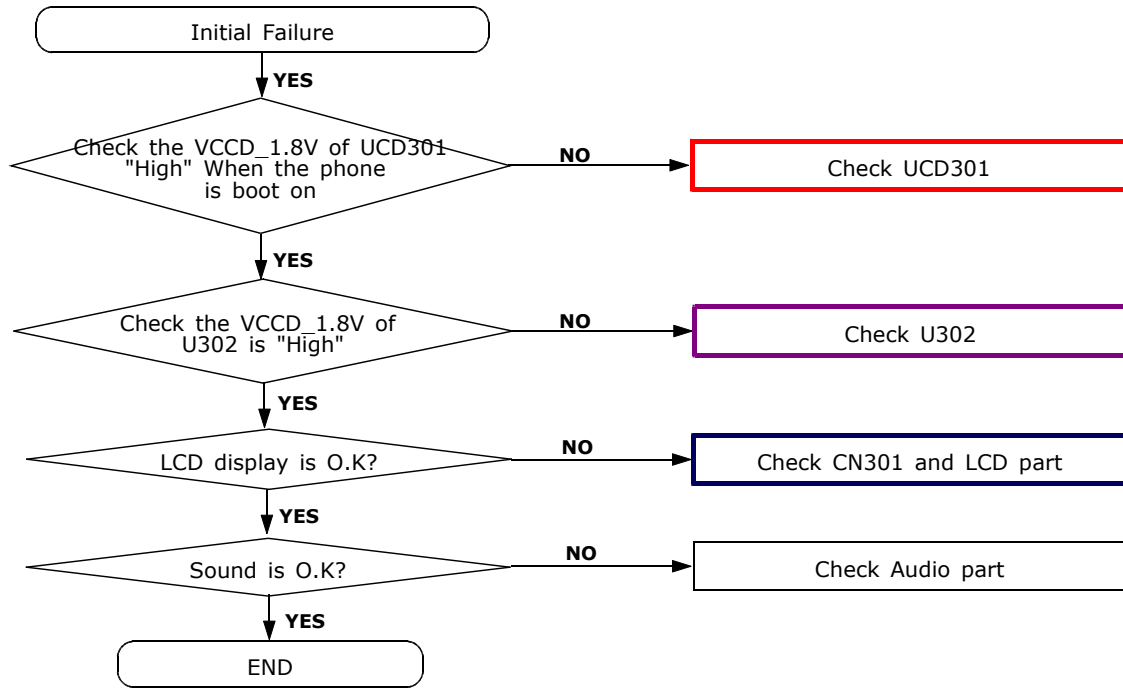 Initial Failure
YES
Check the VCCD_1.8V of UCD301
"High" When the phone
is boot on
NO
Check UCD301
YES
Check the VCCD_1.8V of
U302 is "High"
NO
Check U302
YES
LCD display is O.K?
NO
Check CN301 and LCD part
YES
Sound is O.K?
NO
Check Audio part
YES
END